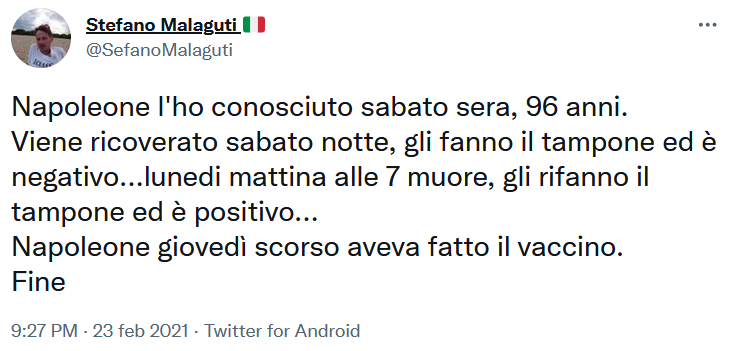 Stefano Malaguti
@SefanoMalaguti
Napoleone l'ho conosciuto sabato sera, 96 anni.
Viene ricoverato sabato notte, gli fanno il tampone ed è
negativo...lunedi mattina alle 7 muore, gli rifanno il
tampone ed è positivo...
Napoleone giovedì scorso aveva fatto il vaccino.
Fine
9:27 PM · 23 feb 2021 · Twitter for Android